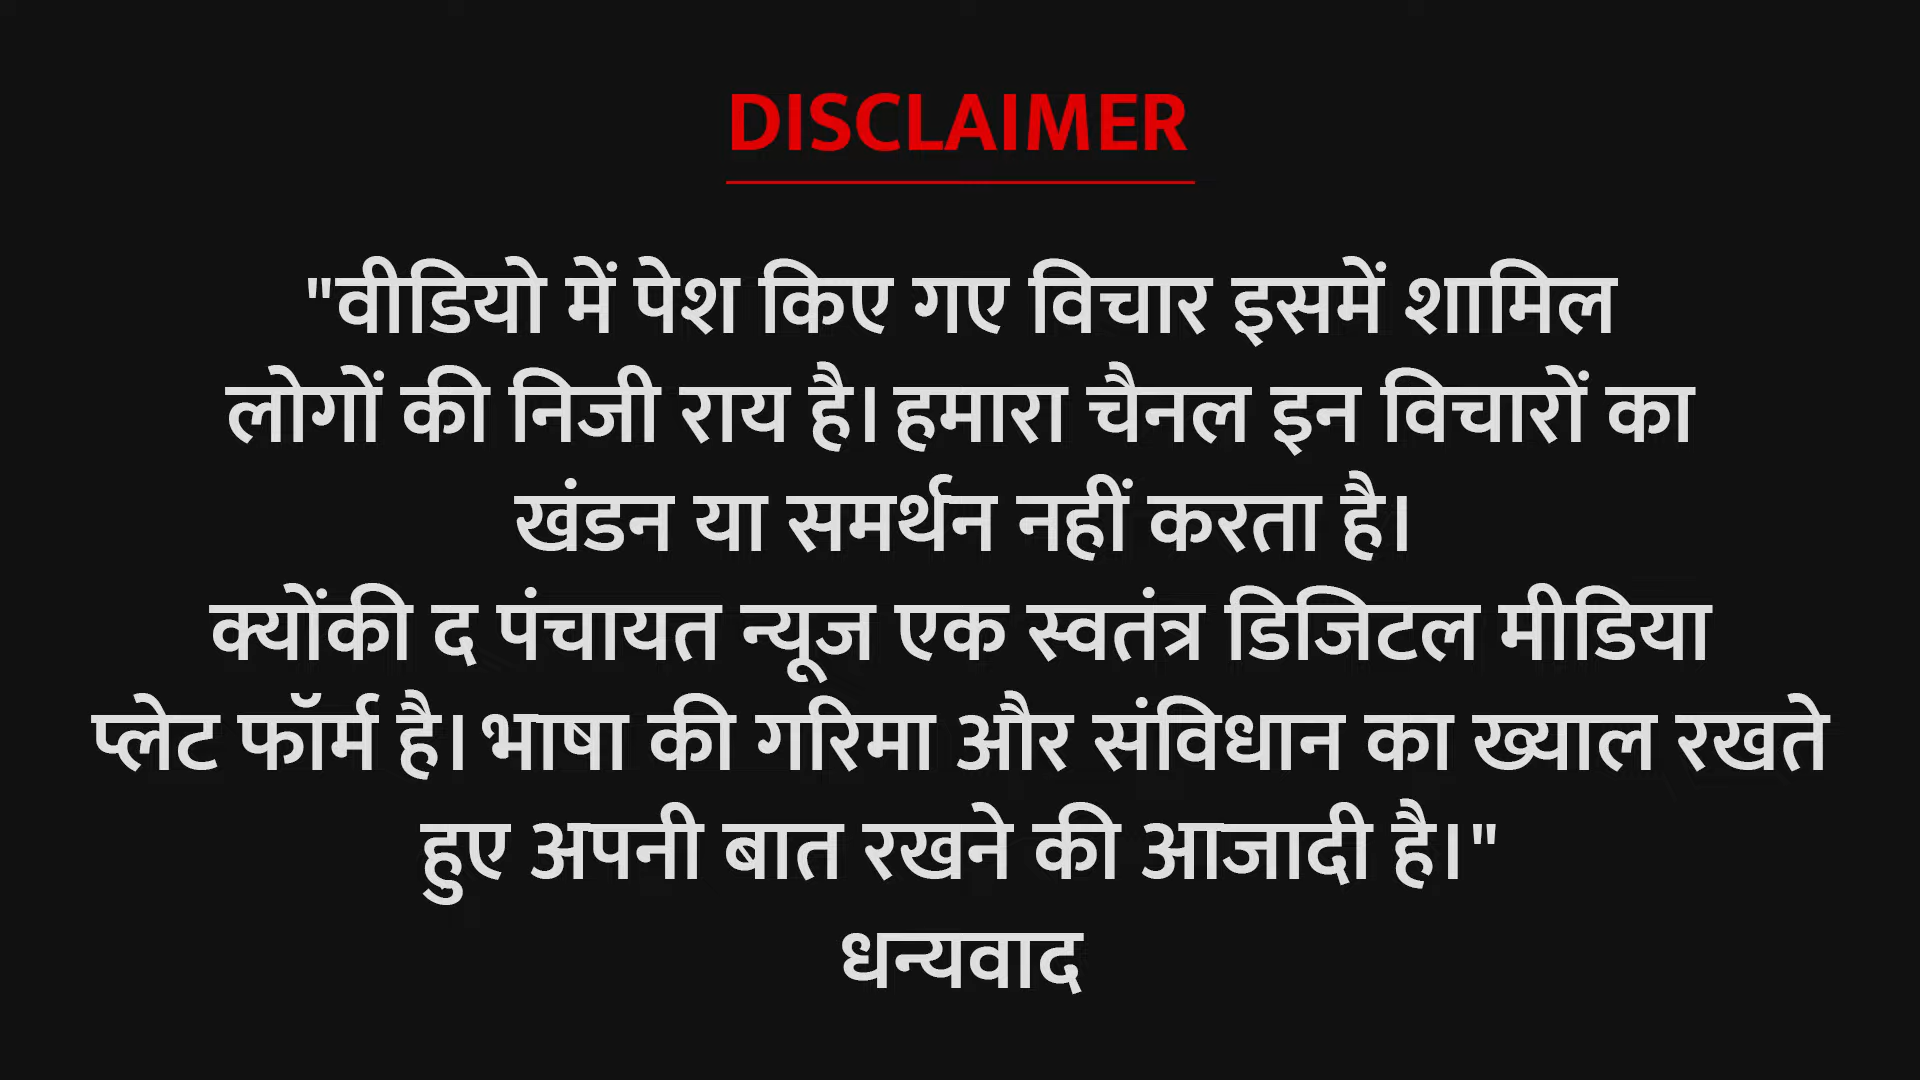 DISCLAIMER
"वीडियो में पेश किए गए विचार इसमें शामिल
लोगों की निजी राय है। हमारा चैनल इन विचारों का
खंडन या समर्थन नहीं करता है।
क्योंकी द पंचायत न्यूज एक स्वतंत्र डिजिटल मीडिया
प्लेट फॉर्म है। भाषा की गरिमा और संविधान का ख्याल रखते
हुए अपनी बात रखने की आजादी है।"
धन्यवाद